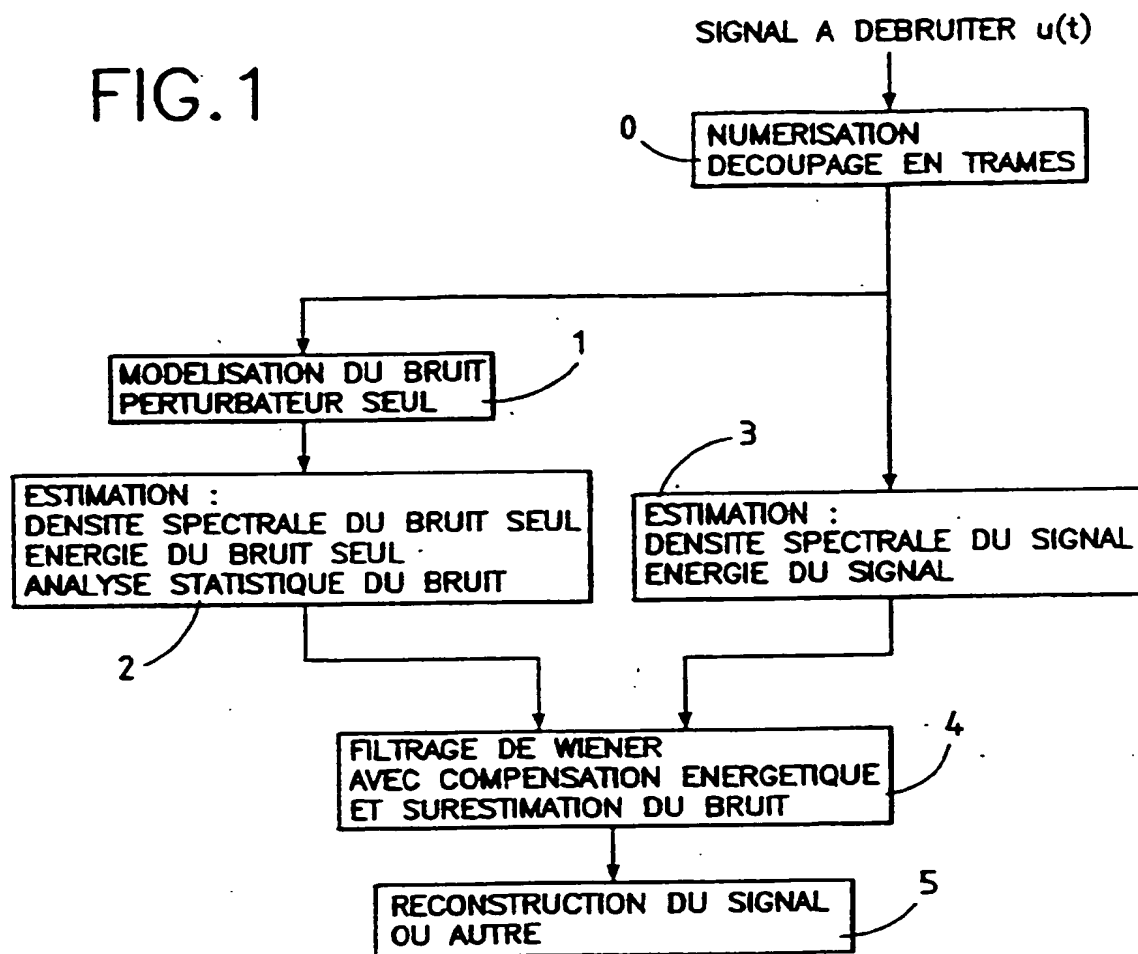 FIG.1
SIGNAL A DEBRUITER u(t)
0
NUMERISATION
DECOUPAGE EN TRAMES
1
MODELISATION DU BRUIT
PERTURBATEUR SEUL
3
ESTIMATION :
DENSITE SPECTRALE DU BRUIT SEUL
ENERGIE DU BRUIT SEUL
ANALYSE STATISTIQUE DU BRUIT
ESTIMATION :
DENSITE SPECTRALE DU SIGNAL
ENERGIE DU SIGNAL
2
FILTRAGE DE WIENER
AVEC COMPENSATION ENERGETIQUE
ET SURESTIMATION DU BRUIT
4
RECONSTRUCTION DU SIGNAL
OU AUTRE
5